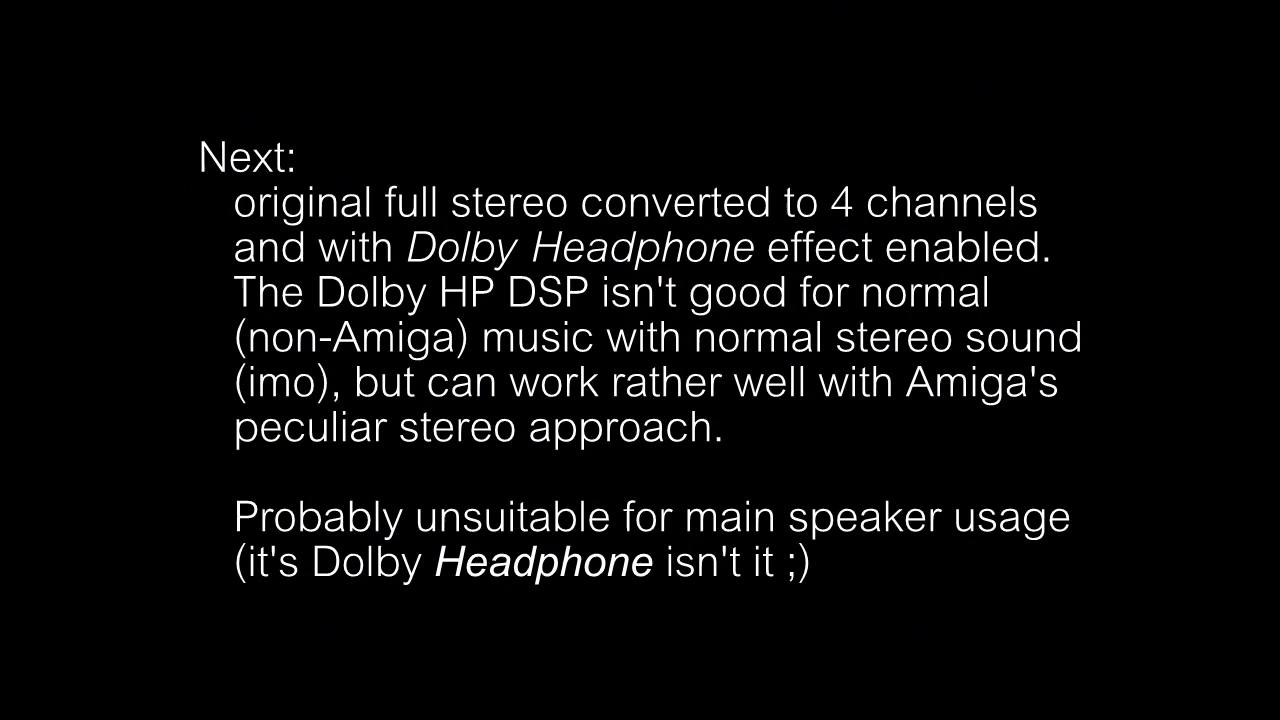 Next:
original full stereo converted to 4 channels
and with Dolby Headphone effect enabled.
The Dolby HP DSP isn't good for normal
(non-Amiga) music with normal stereo sound
(imo), but can work rather well with Amiga's
peculiar stereo approach.
Probably unsuitable for main speaker usage
(it's Dolby Headphone isn't it ;)